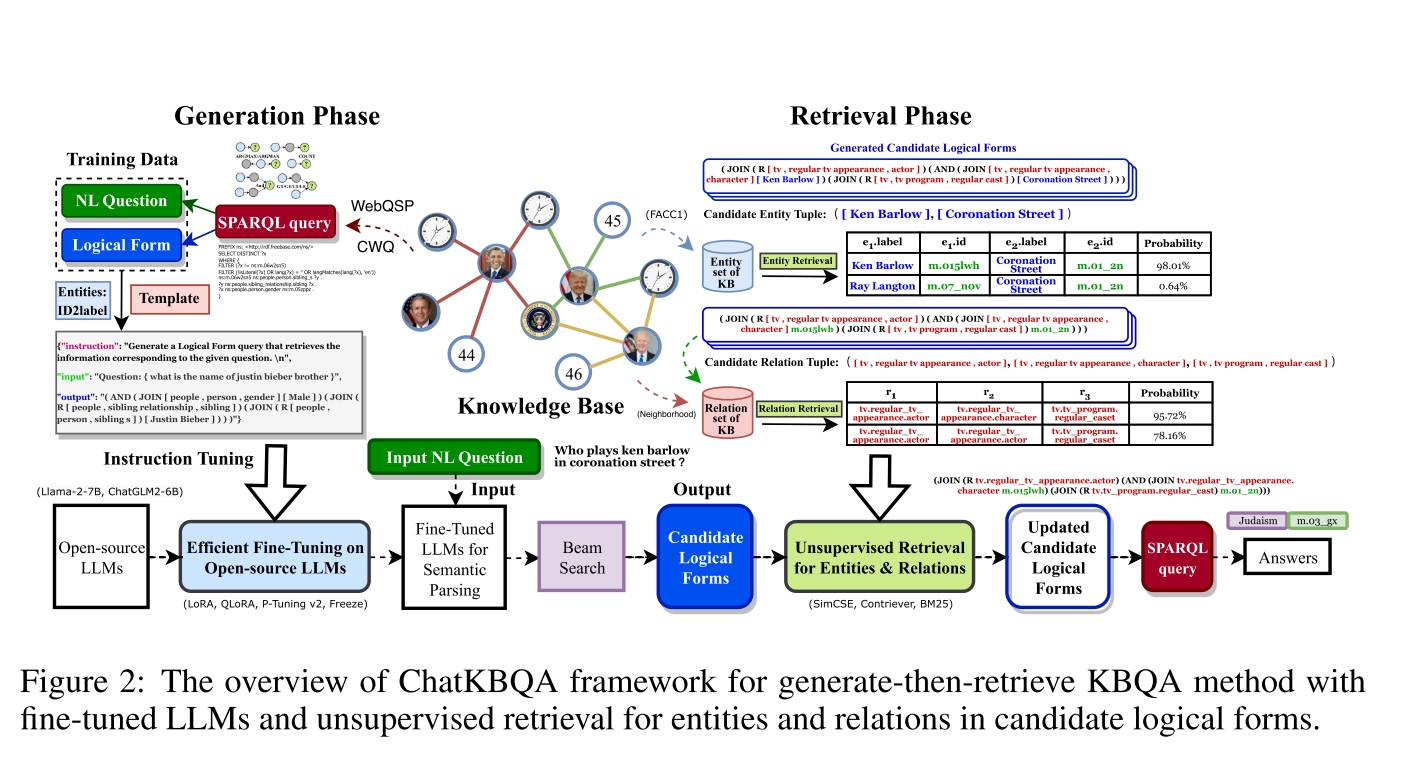 Generation Phase
Retrieval Phase
Training Data
NL Question
Logical Form
ARGMAX/ARGMAX
COUNT
And
SPARQL query
WebQSP
CWQ
PREFIX ns: <http://rdf.freebase.com/ns/>
SELECT DISTINCT ?x
WHERE {
FILTER (?x != ns:m.06w2sn5)
FILTER (!isLiteral(?x) OR lang(?x) = '' OR langMatches(lang(?x), 'en'))
ns:m.06w2sn5 ns:people.person.sibling_s ?y .
?y ns:people.sibling_relationship.sibling ?x .
?x ns:people.person.gender ns:m.05zppz .
}
Entities:
ID2label
Template
{"instruction": "Generate a Logical Form query that retrieves the
information corresponding to the given question. \n",
"input": "Question: { what is the name of justin bieber brother }",
"output": "( AND ( JOIN [ people , person , gender ] [ Male ] ) ( JOIN (
R [ people , sibling relationship , sibling ] ) ( JOIN ( R [ people ,
person , sibling s ] ) [ Justin Bieber ] ) ) )"}
45
44
46
Knowledge Base
(FACC1)
(Neighborhood)
Generated Candidate Logical Forms
( JOIN ( R [ tv , regular tv appearance , actor ] ) ( AND ( JOIN [ tv , regular tv appearance ,
character ] [ Ken Barlow ] ) ( JOIN ( R [ tv , tv program , regular cast ] ) [ Coronation Street ] ) ) )
Candidate Entity Tuple: ( [ Ken Barlow ], [ Coronation Street ] )
Entity
set of
KB
Entity Retrieval
e1.label e1.id e2.label e2.id Probability
Ken Barlow m.015lwh Coronation Street m.01_2n 98.01%
Ray Langton m.07_nov Coronation Street m.01_2n 0.64%
( JOIN ( R [ tv , regular tv appearance , actor ] ) ( AND ( JOIN [ tv , regular tv appearance ,
character ] m.015lwh ) ( JOIN ( R [ tv , tv program , regular cast ] ) m.01_2n ) ) )
Candidate Relation Tuple: ( [ tv , regular tv appearance , actor ], [ tv , regular tv appearance , character ], [ tv , tv program , regular cast ] )
Relation
set of
KB
Relation Retrieval
r1 r2 r3 Probability
tv.regular_tv_appearance.actor tv.regular_tv_appearance.character tv.tv_program.regular_caset 95.72%
tv.regular_tv_appearance.actor tv.regular_tv_appearance.actor tv.tv_program.regular_caset 78.16%
Instruction Tuning
Input NL Question
Who plays ken barlow
in coronation street ?
(Llama-2-7B, ChatGLM2-6B)
Input
Output
(JOIN (R tv.regular_tv_appearance.actor) (AND (JOIN tv.regular_tv_appearance.
character m.015lwh) (JOIN (R tv.tv_program.regular_cast) m.01_2n)))
Open-source
LLMs
Efficient Fine-Tuning on
Open-source LLMs
(LoRA, QLoRA, P-Tuning v2, Freeze)
Fine-Tuned
LLMs for
Semantic
Parsing
Beam
Search
Candidate
Logical
Forms
Unsupervised Retrieval
for Entities & Relations
(SimCSE, Contriever, BM25)
Updated
Candidate
Logical
Forms
SPARQL
query
Judaism
m.03_gx
Answers
Figure 2: The overview of ChatKBQA framework for generate-then-retrieve KBQA method with
fine-tuned LLMs and unsupervised retrieval for entities and relations in candidate logical forms.